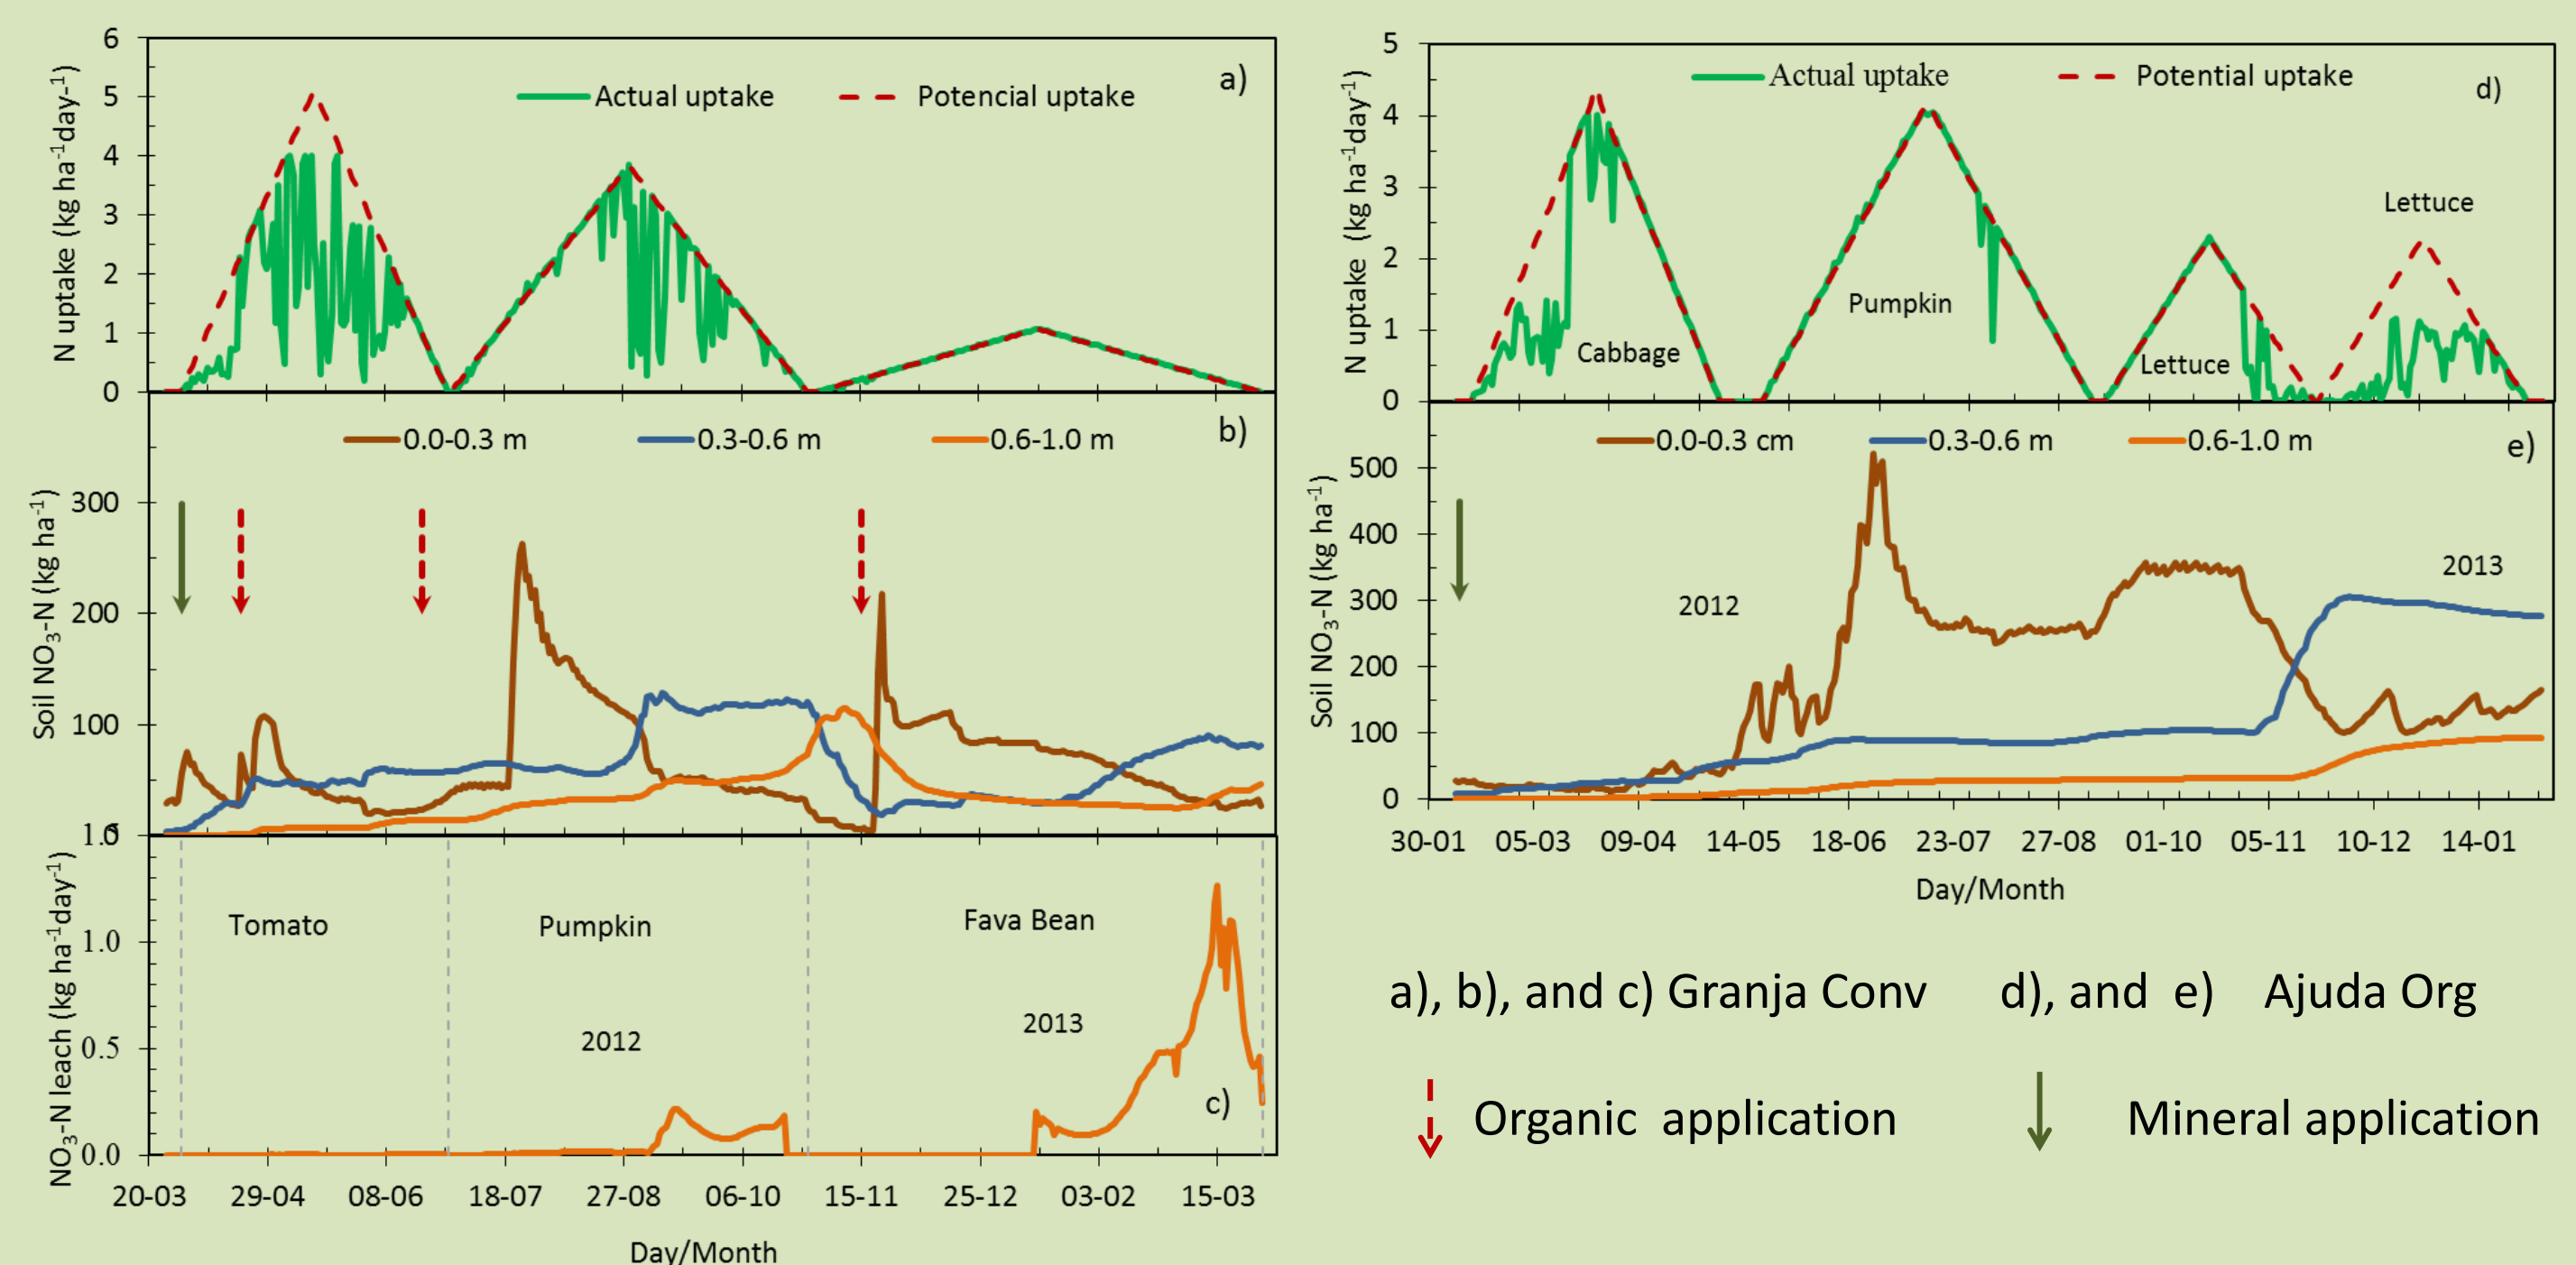 a)
Actual uptake
Potencial uptake
N uptake (kg ha⁻¹day-¹)
6
5
4
3
2
1
0
b)
0.0-0.3 m
0.3-0.6 m
0.6-1.0 m
Soil NO₃-N (kg ha⁻¹)
300
200
100
NO₃-N leach (kg ha⁻¹day⁻¹)
1.0
0.5
0.0
Tomato
Pumpkin
Fava Bean
2012
2013
c)
20-03 29-04 08-06 18-07 27-08 06-10 15-11 25-12 03-02 15-03
Day/Month
d)
Actual uptake
Potential uptake
N uptake (kg ha⁻¹day⁻¹)
5
4
3
2
1
0
Cabbage
Pumpkin
Lettuce
Lettuce
e)
0.0-0.3 cm
0.3-0.6 m
0.6-1.0 m
Soil NO₃-N (kg ha⁻¹)
500
400
300
200
100
0
2012
2013
30-01 05-03 09-04 14-05 18-06 23-07 27-08 01-10 05-11 10-12 14-01
Day/Month
a), b), and c) Granja Conv d), and e) Ajuda Org
Organic application
Mineral application